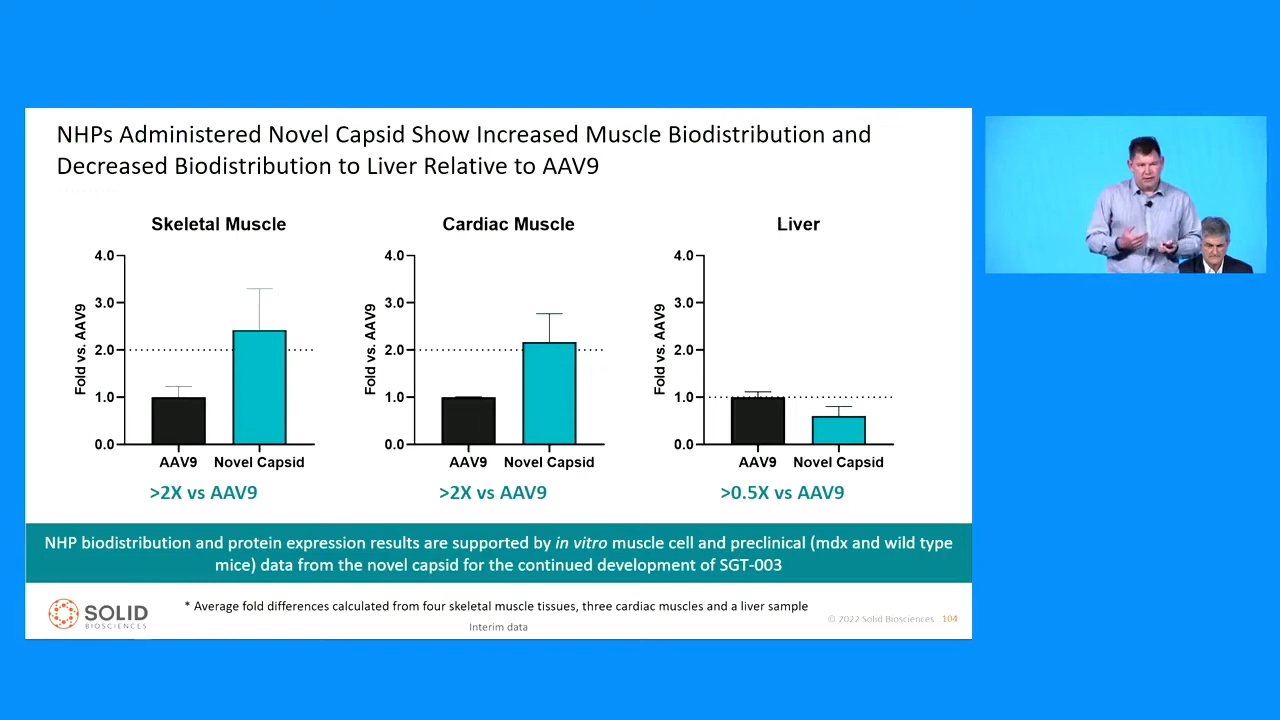 NHPs Administered Novel Capsid Show Increased Muscle Biodistribution and
Decreased Biodistribution to Liver Relative to AAV9
Skeletal Muscle
Fold vs. AAV9
4.0
3.0
2.0
1.0
0.0
AAV9 Novel Capsid
>2X vs AAV9
Cardiac Muscle
Fold vs. AAV9
4.0
3.0
2.0
1.0
0.0
AAV9 Novel Capsid
>2X vs AAV9
Liver
Fold vs. AAV9
4.0
3.0
2.0
1.0
0.0
AAV9 Novel Capsid
>0.5X vs AAV9
NHP biodistribution and protein expression results are supported by in vitro muscle cell and preclinical (mdx and wild type
mice) data from the novel capsid for the continued development of SGT-003
SOLID
BIOSCIENCES
* Average fold differences calculated from four skeletal muscle tissues, three cardiac muscles and a liver sample
Interim data
© 2022 Solid Biosciences 104